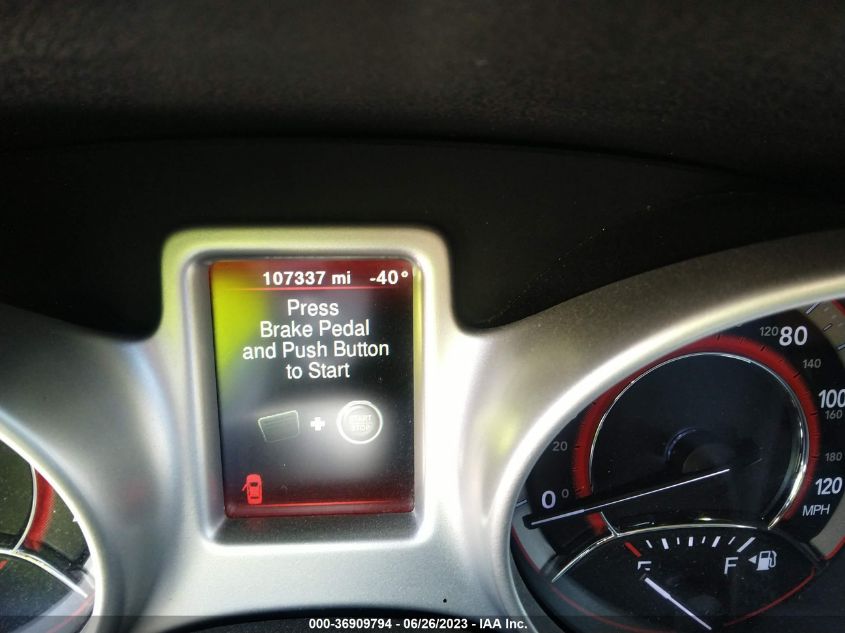 107337 mi -40°
Press
Brake Pedal
and Push Button
to Start
START
STOP
120 80
140
100
160
20
180
0 0
120
MPH
E F
000-36909794 - 06/26/2023 - IAA Inc.